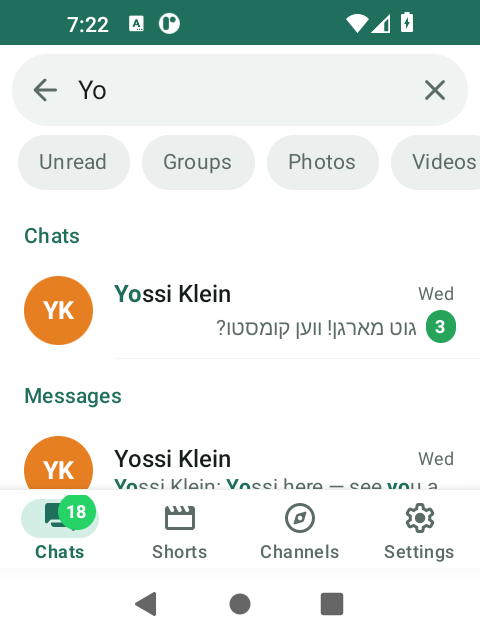 7:22
Yo
Unread
Groups
Photos
Videos
Chats
YK
Yossi Klein
Wed
גוט מארגן! ווען קומסטו?
3
Messages
YK
Yossi Klein
Wed
Yossi Klein: Yossi here — see you a
18
Chats
Shorts
Channels
Settings